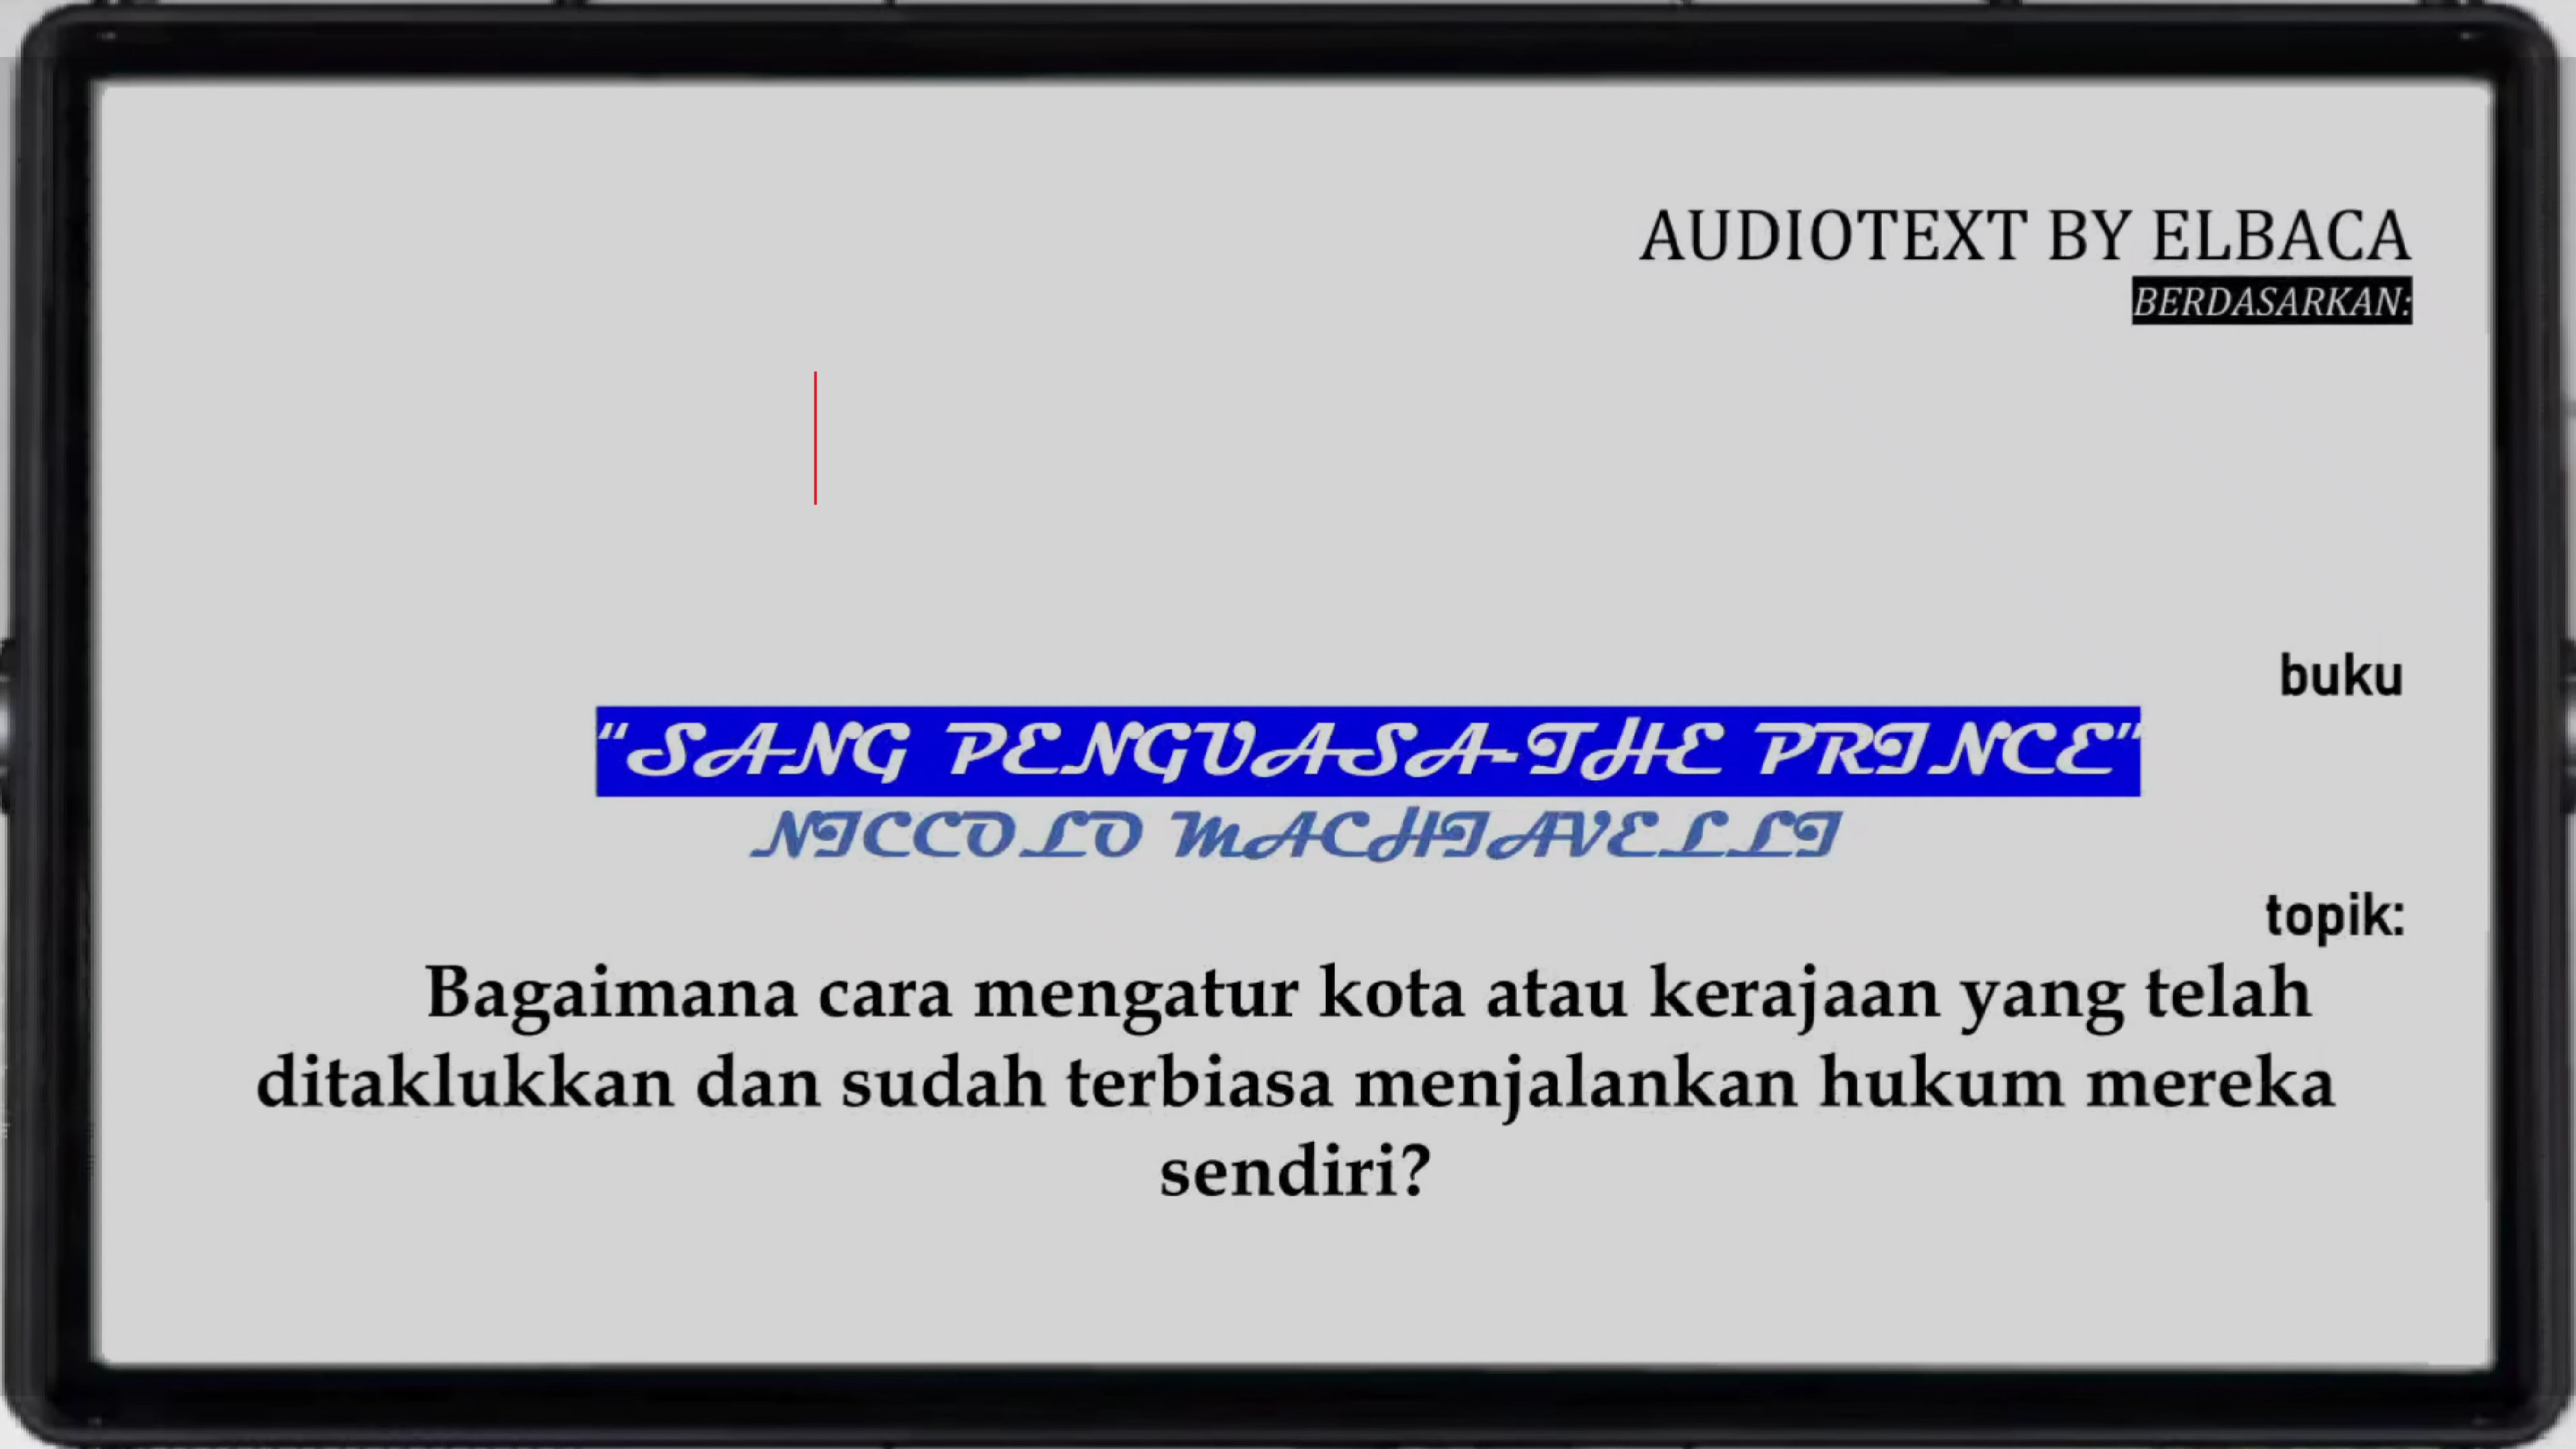 AUDIOTEXT BY ELBACA
BERDASARKAN:
buku
"SANG PENGUASA-THE PRINCE"
NICCOLO MACHIAVELLI
topik:
Bagaimana cara mengatur kota atau kerajaan yang telah
ditaklukkan dan sudah terbiasa menjalankan hukum mereka
sendiri?